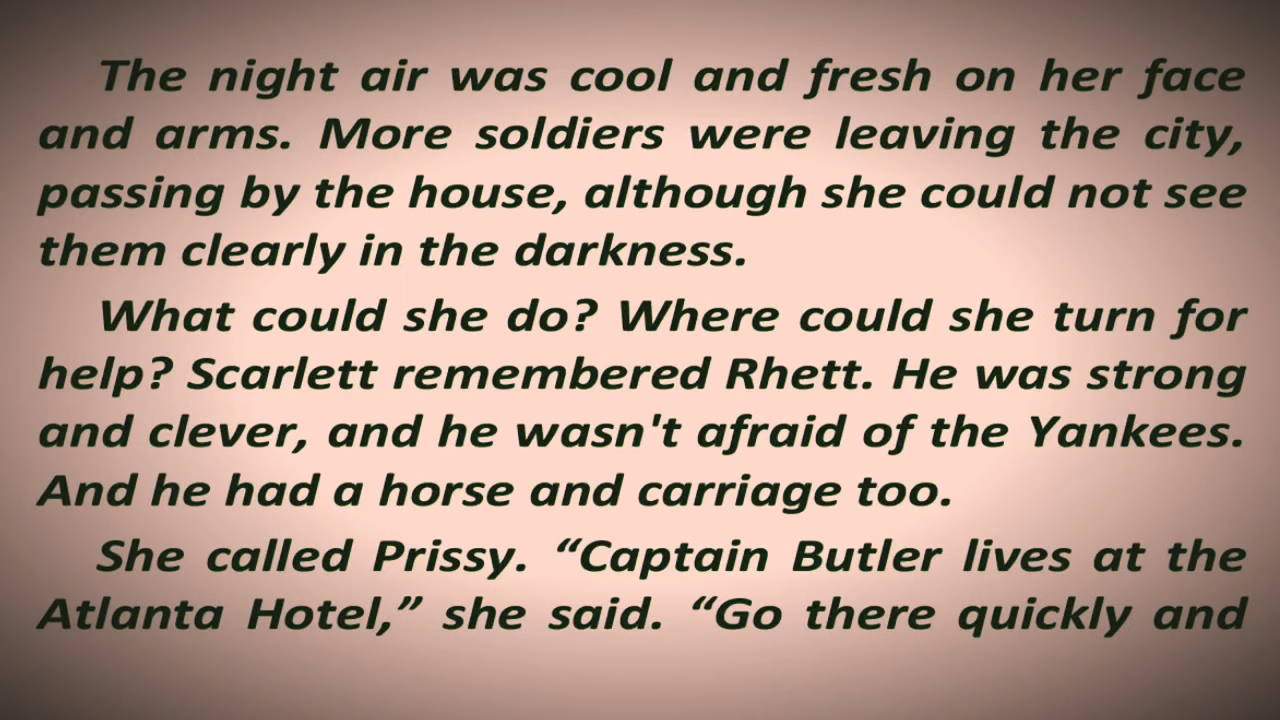 The night air was cool and fresh on her face
and arms. More soldiers were leaving the city,
passing by the house, although she could not see
them clearly in the darkness.
What could she do? Where could she turn for
help? Scarlett remembered Rhett. He was strong
and clever, and he wasn't afraid of the Yankees.
And he had a horse and carriage too.
She called Prissy. “Captain Butler lives at the
Atlanta Hotel,” she said. “Go there quickly and